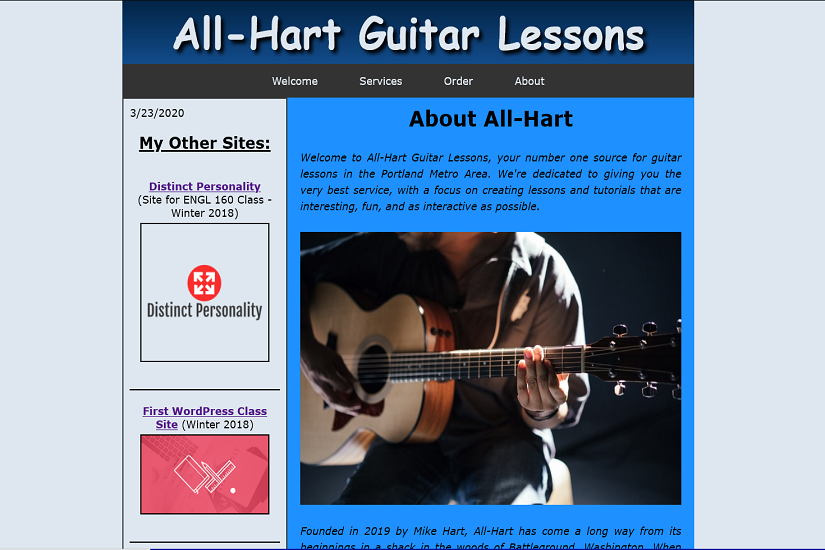 All-Hart Guitar Lessons
Welcome Services Order About
3/23/2020
My Other Sites:
Distinct Personality
(Site for ENGL 160 Class -
Winter 2018)
Distinct Personality
First WordPress Class
Site (Winter 2018)
About All-Hart
Welcome to All-Hart Guitar Lessons, your number one source for guitar
lessons in the Portland Metro Area. We're dedicated to giving you the
very best service, with a focus on creating lessons and tutorials that are
interesting, fun, and as interactive as possible.
Founded in 2019 by Mike Hart, All-Hart has come a long way from its
beginnings in a shack in the woods of Battleground, Washington. When